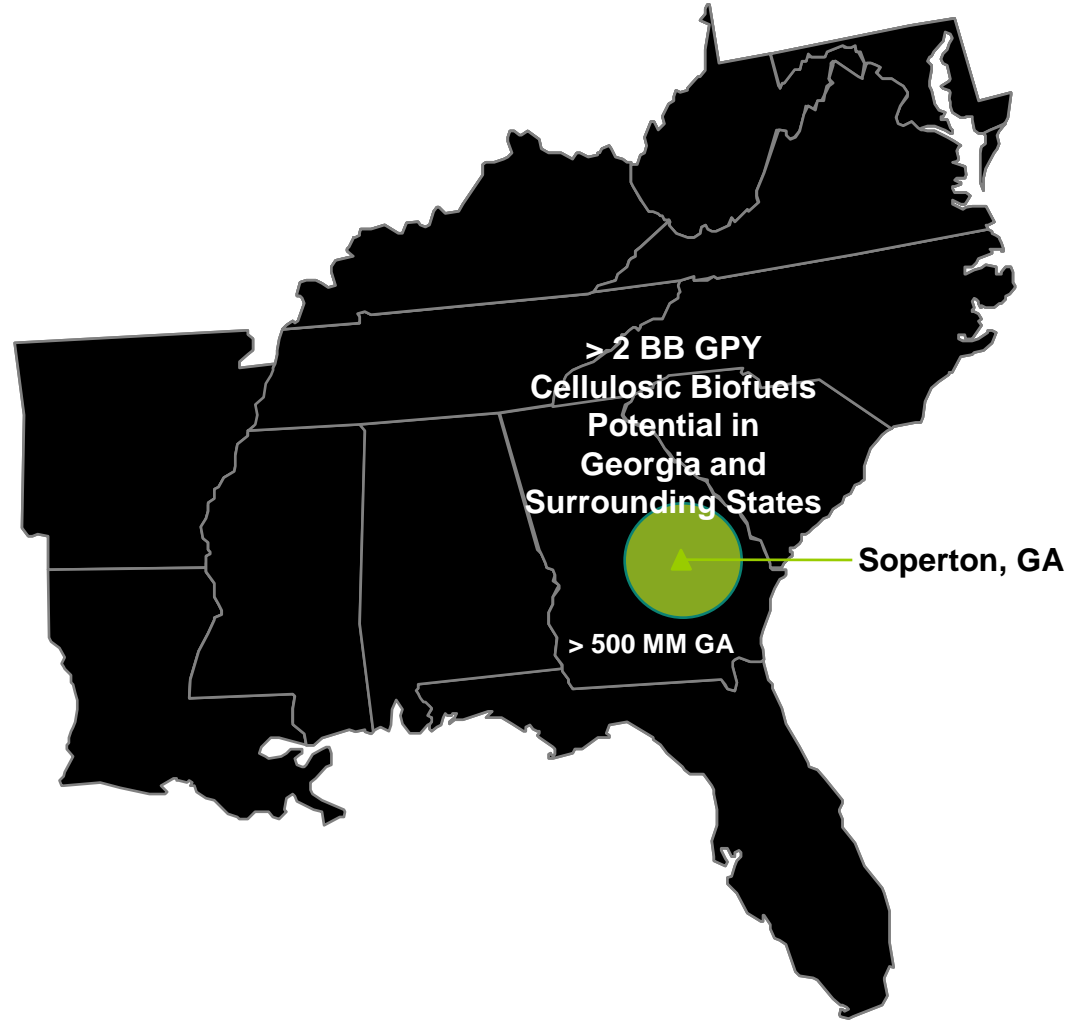 > 2 BB GPY
Cellulosic Biofuels
Potential in
Georgia and
Surrounding States
Soperton, GA
> 500 MM GA